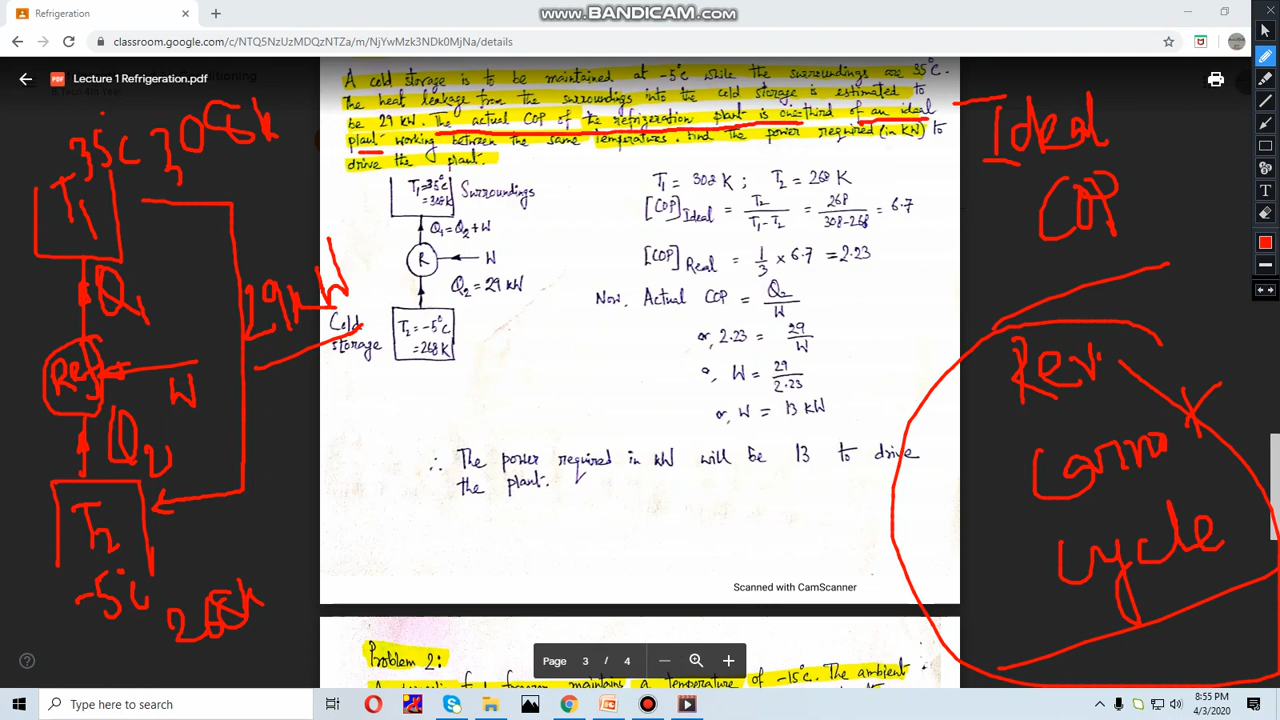 Refrigeration
www.BANDICAM.com
classroom.google.com/c/NTQ5NzUzMDQzNTZa/m/NjYwMzk3NDk0MjNa/details
Lecture 1 Refrigeration.pdf
A cold storage is to be maintained at -5°c while the surroundings are 35°C.
The heat leakage from the surroundings into the cold storage is estimated to
be 29 KW. The actual COP of the refrigeration plant is one third of an ideal
plant working between the same temperatures. find the power required (in KW) to
drive the plant.
T1=35°C
=308K
Surroundings
Q1=Q2+W
R
W
Q2 = 29 KW
Cold
storage
T2 = -5°C
= 268 K
T1 = 308 K ; T2 = 268 K
[COP]Ideal = T2/T1-T2 = 268/308-268 = 6.7
[COP]Real = 1/3 x 6.7 = 2.23
Now, Actual COP = Q2/W
or, 2.23 = 29/W
or, W = 29/2.23
or, W = 13 KW
∴ The power required in KW will be 13 to drive
the plant.
Scanned with CamScanner
Problem 2:
a temperature of -15°c. The ambient
Page 3 / 4
35c 308k
T1
Q1
29KW
Ref
W
Q2
T2
-5c
268k
Ideal
COP
Rev.
Carno
cycle
Type here to search
8:55 PM
4/3/2020